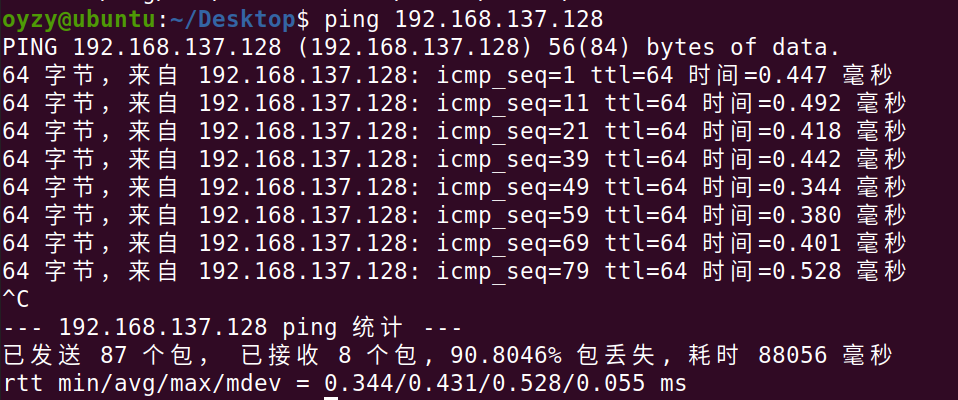 oyzy@ubuntu:~/Desktop$ ping 192.168.137.128
PING 192.168.137.128 (192.168.137.128) 56(84) bytes of data.
64 字节，来自 192.168.137.128: icmp_seq=1 ttl=64 时间=0.447 毫秒
64 字节，来自 192.168.137.128: icmp_seq=11 ttl=64 时间=0.492 毫秒
64 字节，来自 192.168.137.128: icmp_seq=21 ttl=64 时间=0.418 毫秒
64 字节，来自 192.168.137.128: icmp_seq=39 ttl=64 时间=0.442 毫秒
64 字节，来自 192.168.137.128: icmp_seq=49 ttl=64 时间=0.344 毫秒
64 字节，来自 192.168.137.128: icmp_seq=59 ttl=64 时间=0.380 毫秒
64 字节，来自 192.168.137.128: icmp_seq=69 ttl=64 时间=0.401 毫秒
64 字节，来自 192.168.137.128: icmp_seq=79 ttl=64 时间=0.528 毫秒
^C
--- 192.168.137.128 ping 统计 ---
已发送 87 个包， 已接收 8 个包, 90.8046% 包丢失, 耗时 88056 毫秒
rtt min/avg/max/mdev = 0.344/0.431/0.528/0.055 ms